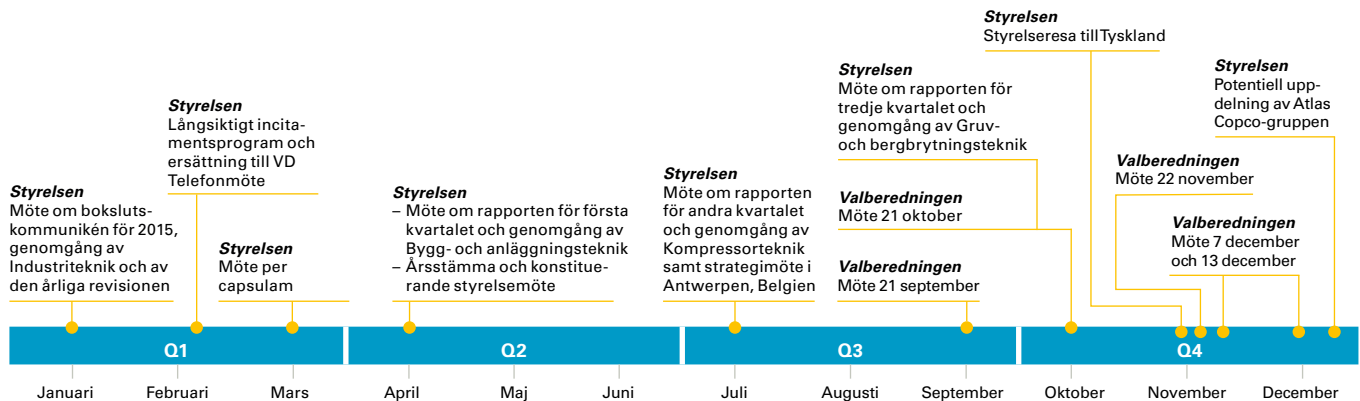 Styrelsen
Möte om boksluts-
kommunikén för 2015,
genomgång av
Industriteknik och av
den årliga revisionen
Styrelsen
Långsiktigt incita-
mentsprogram och
ersättning till VD
Telefonmöte
Styrelsen
Möte per
capsulam
Styrelsen
– Möte om rapporten för första
kvartalet och genomgång av
Bygg- och anläggningsteknik
– Årsstämma och konstitue-
rande styrelsemöte
Styrelsen
Möte om rapporten
för andra kvartalet
och genomgång av
Kompressorteknik
samt strategimöte i
Antwerpen, Belgien
Styrelsen
Möte om rapporten för
tredje kvartalet och
genomgång av Gruv-
och bergbrytningsteknik
Valberedningen
Möte 21 oktober
Valberedningen
Möte 21 september
Styrelsen
Styrelseresa till Tyskland
Styrelsen
Potentiell upp-
delning av Atlas
Copco-gruppen
Valberedningen
Möte 22 november
Valberedningen
Möte 7 december
och 13 december
Q1
Q2
Q3
Q4
Januari
Februari
Mars
April
Maj
Juni
Juli
Augusti
September
Oktober
November
December